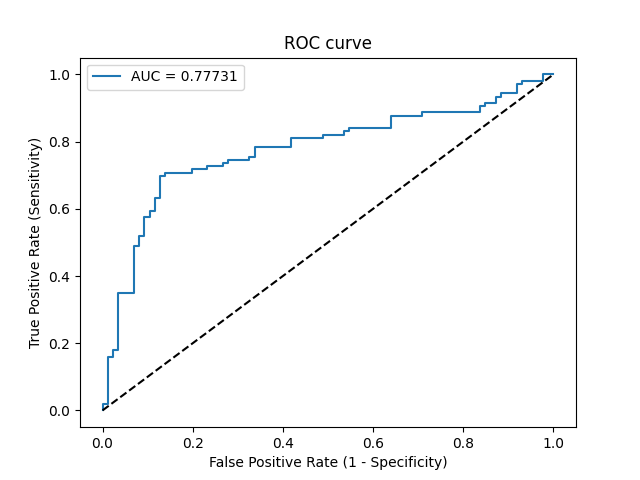 ROC curve
AUC = 0.77731
True Positive Rate (Sensitivity)
1.0
0.8
0.6
0.4
0.2
0.0
0.0 0.2 0.4 0.6 0.8 1.0
False Positive Rate (1 - Specificity)